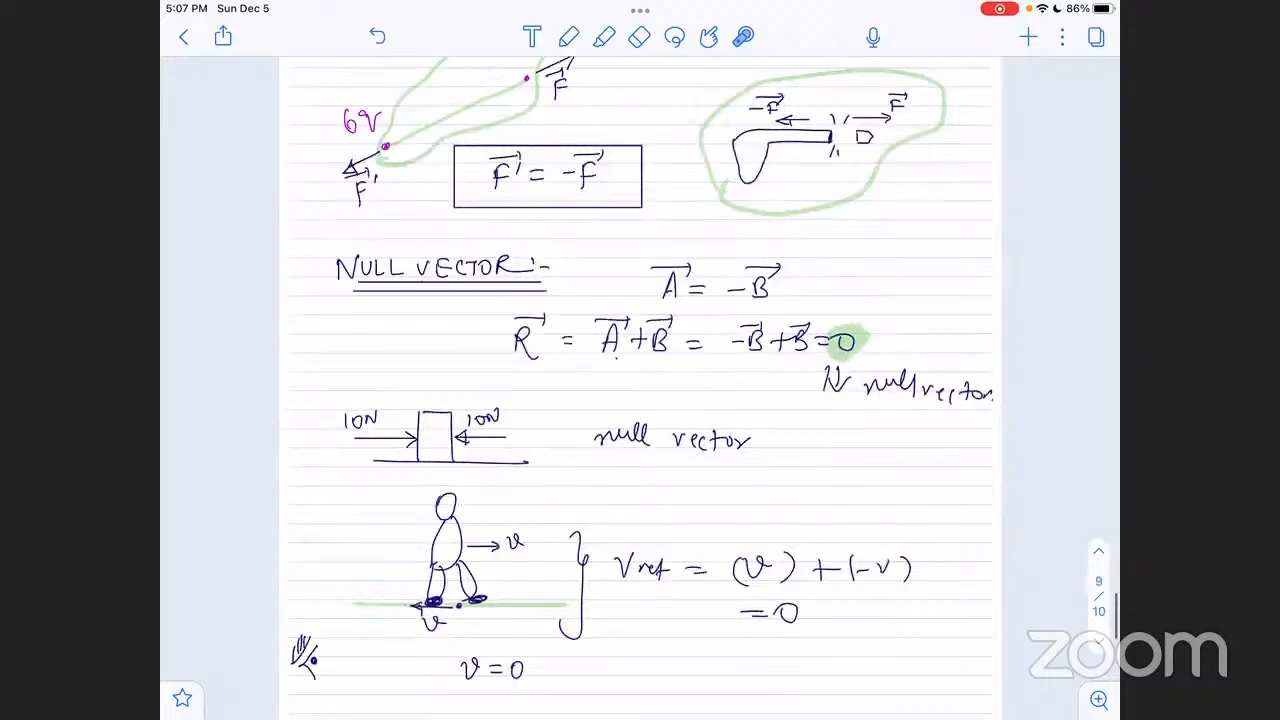 5:07 PM Sun Dec 5
86%
T
F
6V
F'
F' = -F
-F
F
D
NULL VECTOR :-
A = -B
R = A + B = -B + B = 0
null vector
10N
10N
null vector
v
v
Vref = (v) + (-v)
= 0
v = 0
9
/
10
zoom